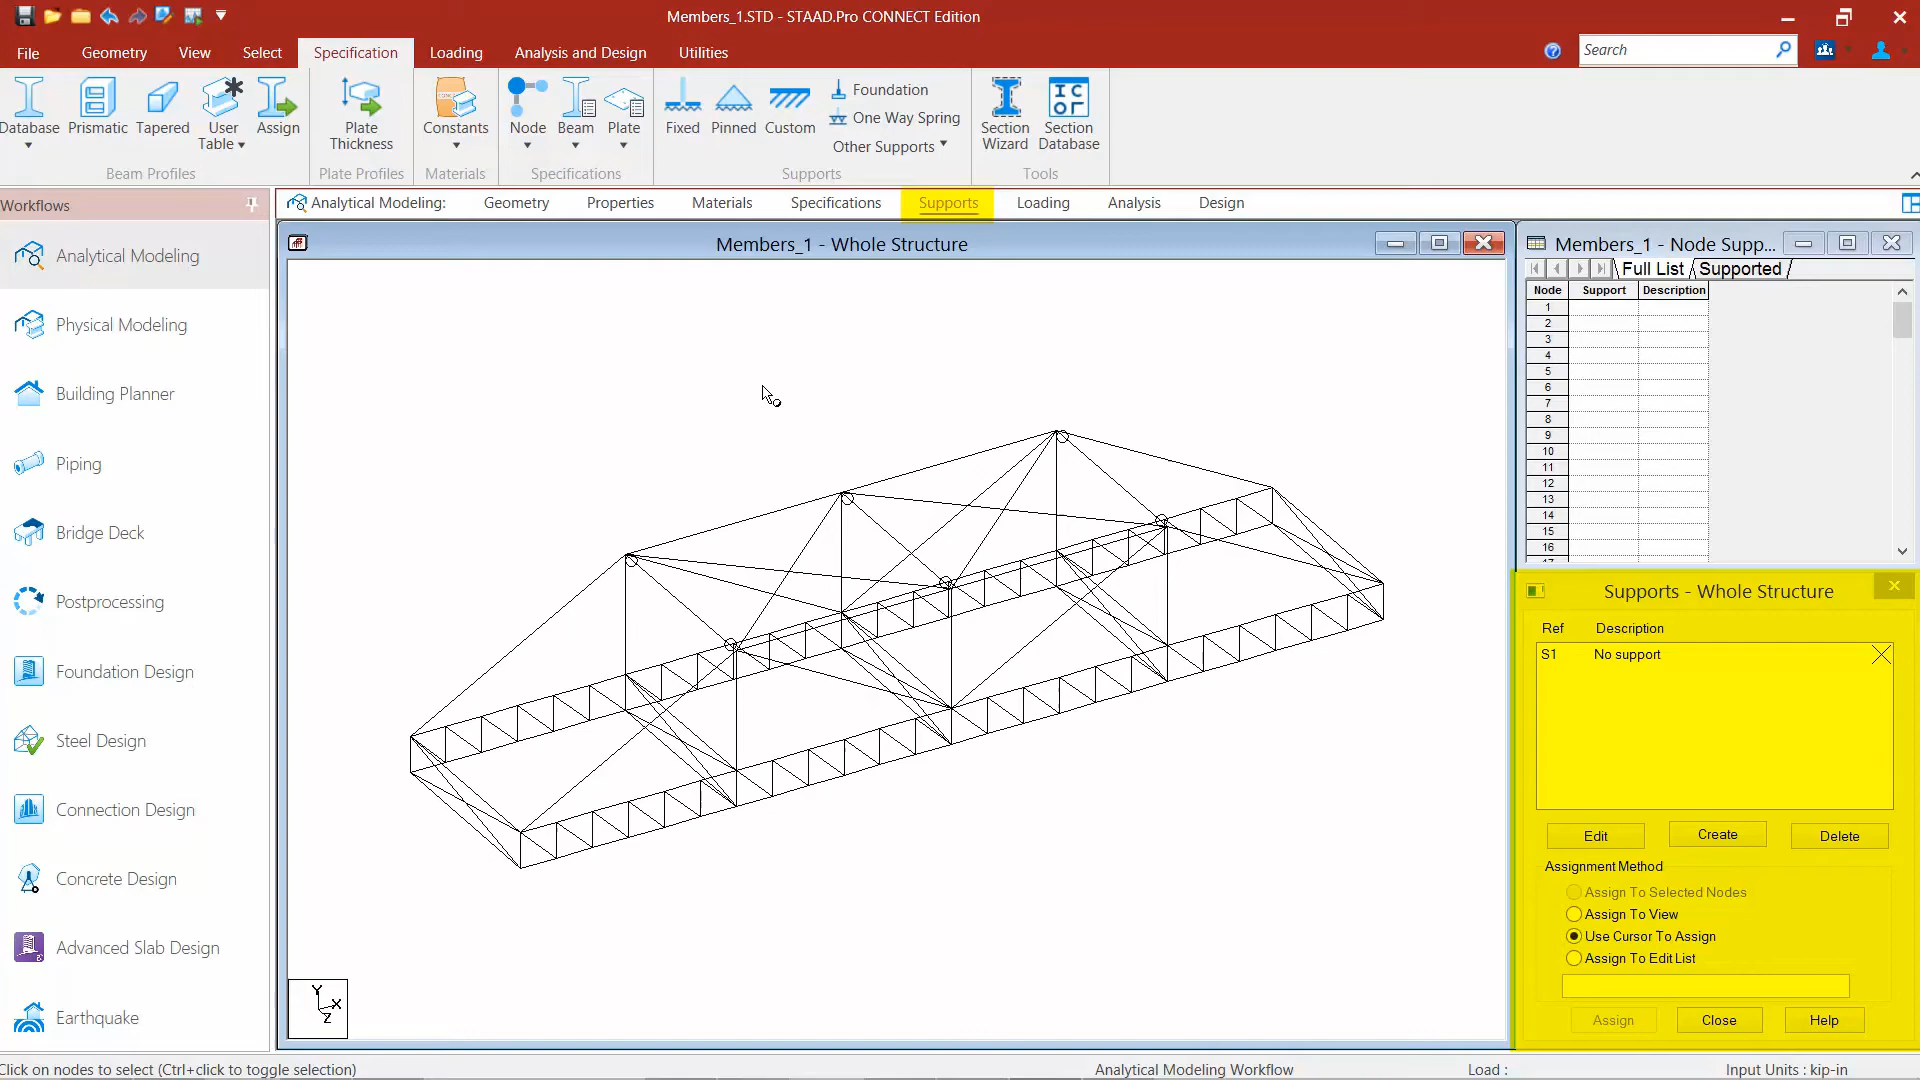 Members_1.STD - STAAD.Pro CONNECT Edition
File Geometry View Select Specification Loading Analysis and Design Utilities
Search
Database Prismatic Tapered User Table Assign
Beam Profiles
Plate Thickness
Plate Profiles
Constants
Materials
Node Beam Plate
Specifications
Fixed Pinned Custom
Foundation
One Way Spring
Other Supports
Supports
Section Wizard
Section Database
Tools
Workflows
Analytical Modeling: Geometry Properties Materials Specifications Supports Loading Analysis Design
Analytical Modeling
Physical Modeling
Building Planner
Piping
Bridge Deck
Postprocessing
Foundation Design
Steel Design
Connection Design
Concrete Design
Advanced Slab Design
Earthquake
Members_1 - Whole Structure
Y
X
Z
Members_1 - Node Supp...
Full List Supported
Node Support Description
1
2
3
4
5
6
7
8
9
10
11
12
13
14
15
16
Supports - Whole Structure
Ref Description
S1 No support
Edit Create Delete
Assignment Method
Assign To Selected Nodes
Assign To View
Use Cursor To Assign
Assign To Edit List
Assign Close Help
Click on nodes to select (Ctrl+click to toggle selection) Analytical Modeling Workflow Load : Input Units : kip-in